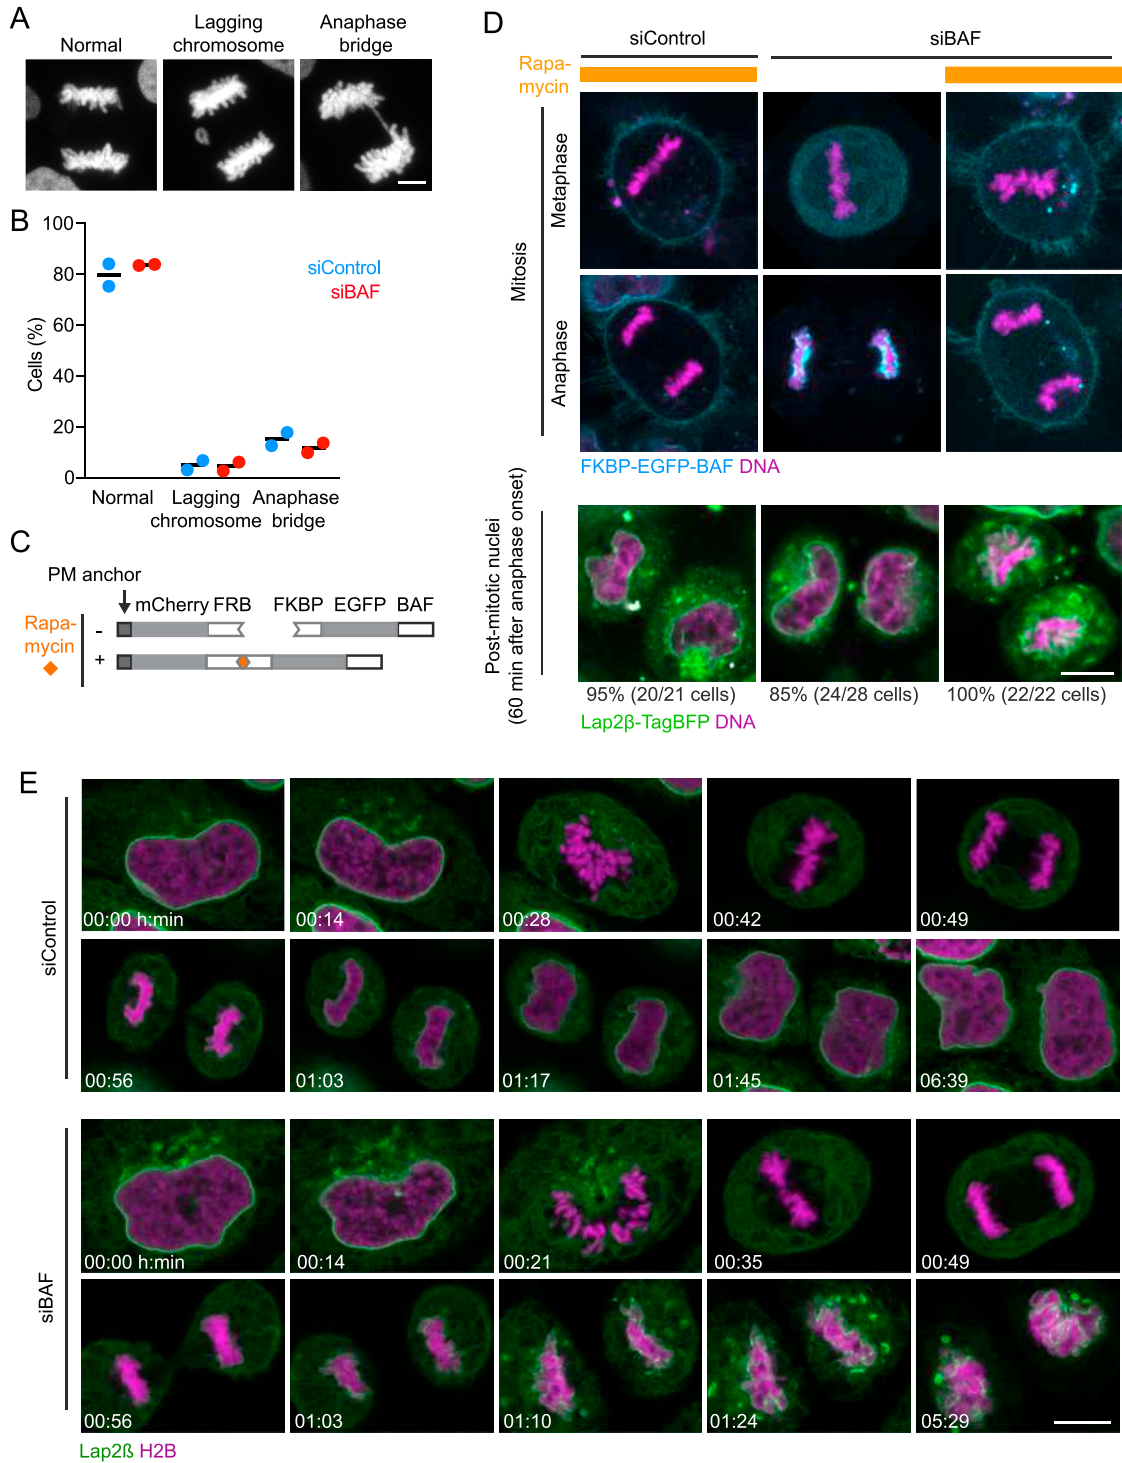 A
Normal
Lagging
chromosome
Anaphase
bridge
B
100
80
60
40
20
0
Cells (%)
siControl
siBAF
Normal
Lagging
chromosome
Anaphase
bridge
C
PM anchor
mCherry FRB
FKBP
EGFP
BAF
Rapa-
mycin
-
+
D
siControl
siBAF
Rapa-
mycin
Mitosis
Metaphase
Anaphase
FKBP-EGFP-BAF DNA
Post-mitotic nuclei
(60 min after anaphase onset)
95% (20/21 cells)
85% (24/28 cells)
100% (22/22 cells)
Lap2β-TagBFP DNA
E
siControl
00:00 h:min
00:14
00:28
00:42
00:49
00:56
01:03
01:17
01:45
06:39
siBAF
00:00 h:min
00:14
00:21
00:35
00:49
00:56
01:03
01:10
01:24
05:29
Lap2ß H2B